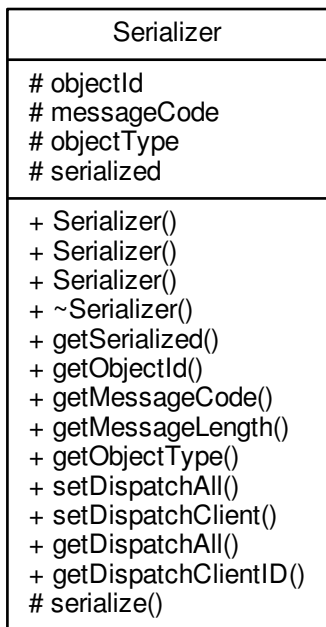 Serializer
# objectId
# messageCode
# objectType
# serialized
+ Serializer()
+ Serializer()
+ Serializer()
+ ~Serializer()
+ getSerialized()
+ getObjectId()
+ getMessageCode()
+ getMessageLength()
+ getObjectType()
+ setDispatchAll()
+ setDispatchClient()
+ getDispatchAll()
+ getDispatchClientID()
# serialize()